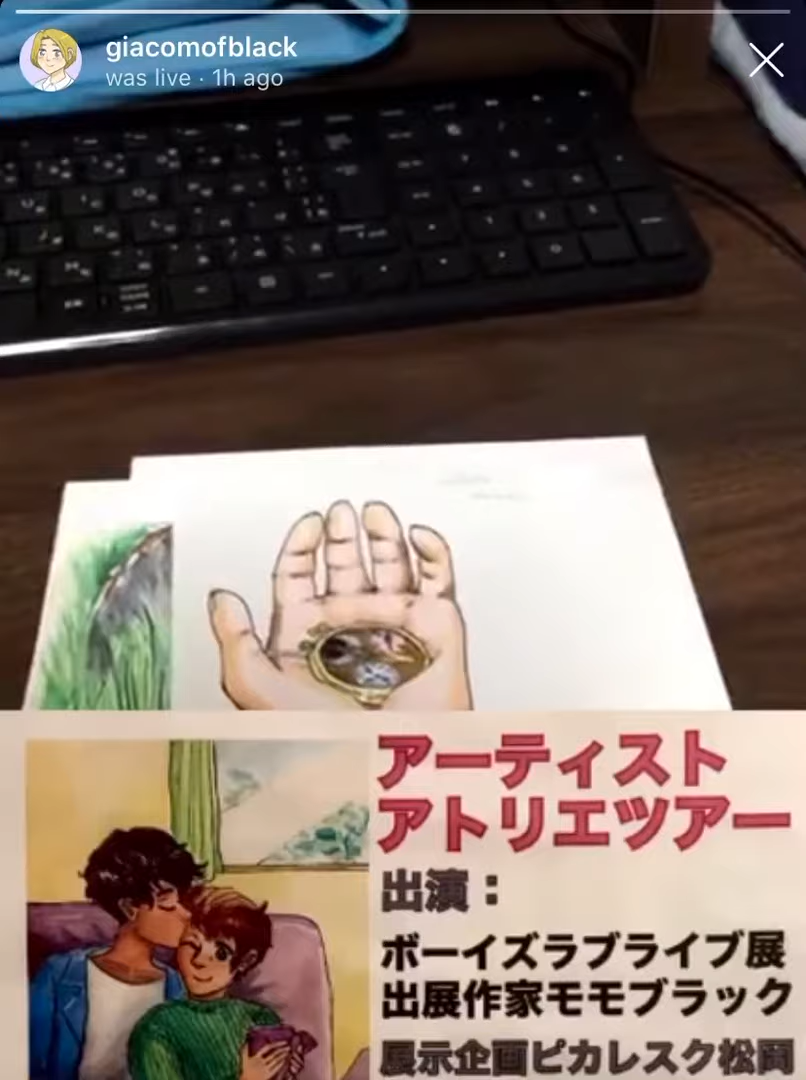 giacomofblack
was live · 1h ago
アーティスト
アトリエツアー
出演：
ボーイズラブライブ展
出展作家モモブラック
展示企画ピカレスク松岡